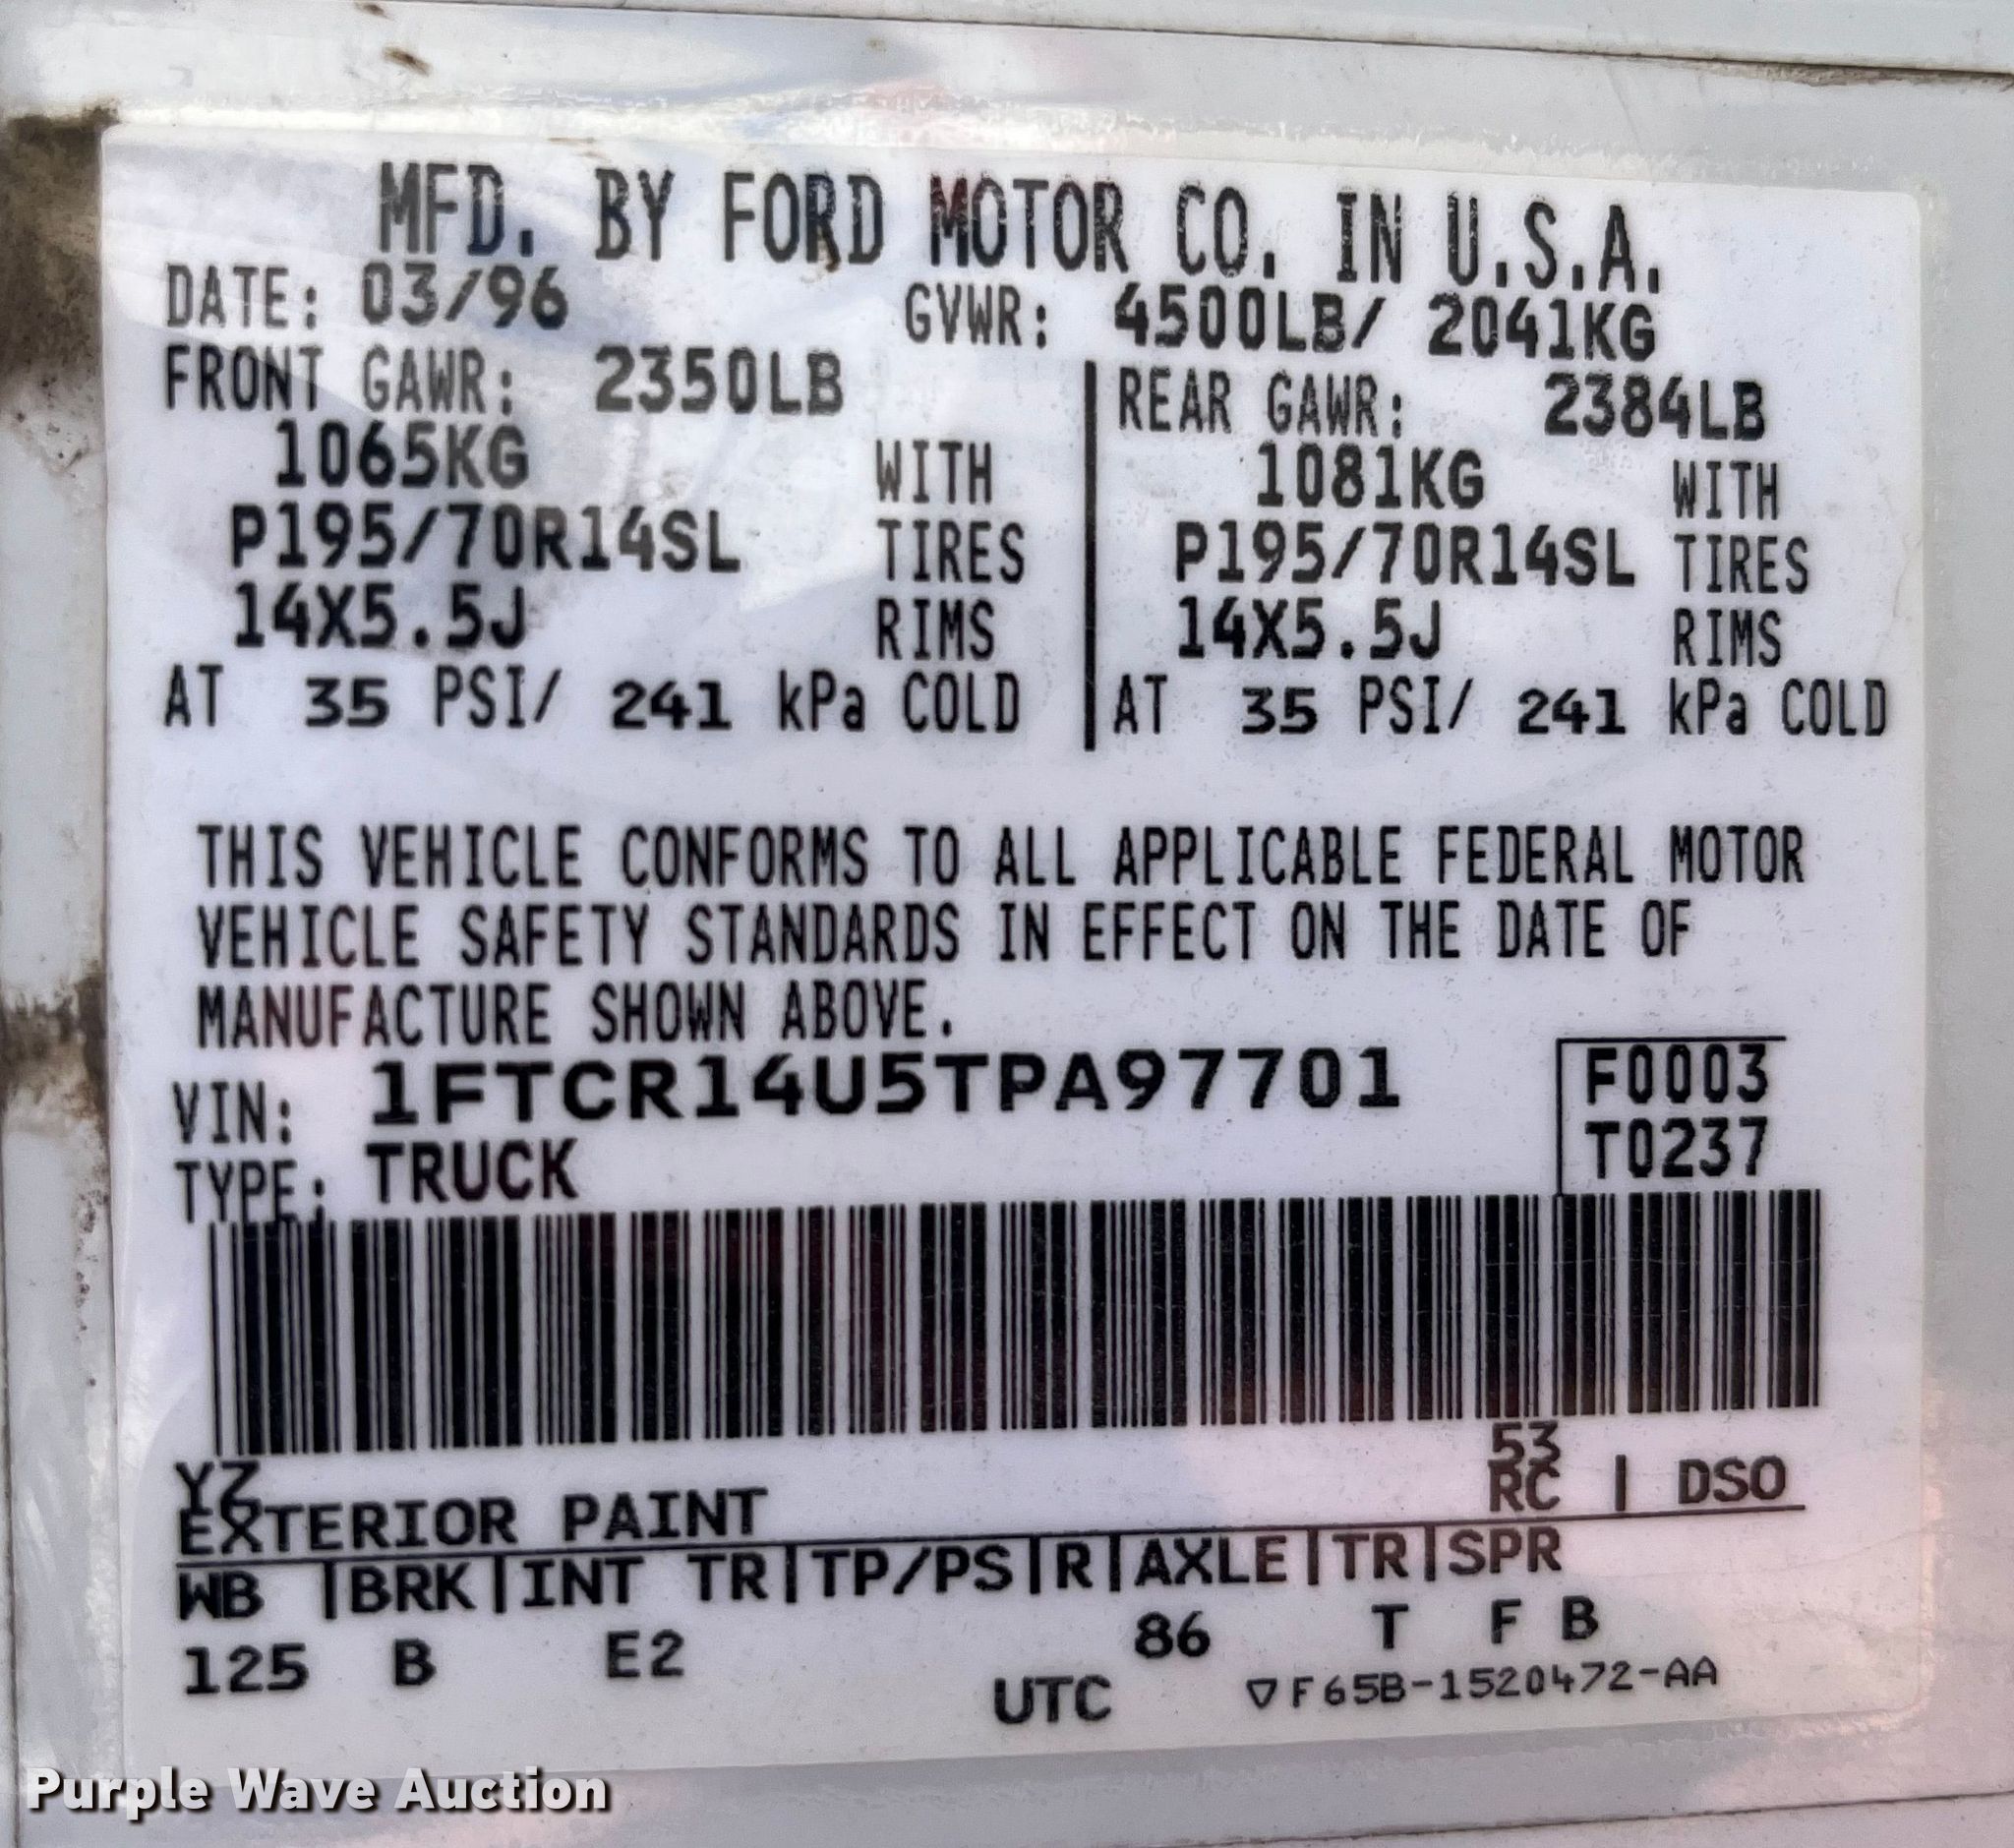 MFD. BY FORD MOTOR CO. IN U.S.A.
DATE: 03/96 GVWR: 4500LB/ 2041KG
FRONT GAWR: 2350LB
1065KG WITH
P195/70R14SL TIRES
14X5.5J RIMS
AT 35 PSI/ 241 kPa COLD
REAR GAWR: 2384LB
1081KG WITH
P195/70R14SL TIRES
14X5.5J RIMS
AT 35 PSI/ 241 kPa COLD
THIS VEHICLE CONFORMS TO ALL APPLICABLE FEDERAL MOTOR
VEHICLE SAFETY STANDARDS IN EFFECT ON THE DATE OF
MANUFACTURE SHOWN ABOVE.
VIN: 1FTCR14U5TPA97701
F0003
T0237
TYPE: TRUCK
YZ 53
EXTERIOR PAINT RC | DSO
WB |BRK|INT TR|TP/PS|R|AXLE|TR|SPR
125 B E2 86 T F B
UTC ▽F65B-1520472-AA
Purple Wave Auction